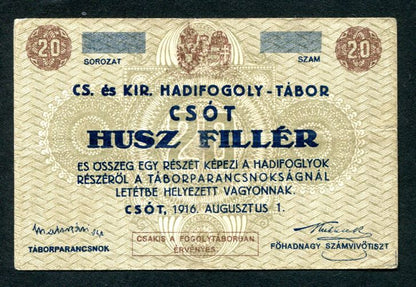 20 20
SOROZAT SZÁM
CS. és KIR. HADIFOGOLY-TÁBOR
CSÓT
HUSZ FILLÉR
ES ÖSSZEG EGY RÉSZÉT KÉPEZI A HADIFOGLYOK
RÉSZÉRŐL A TÁBORPARANCSNOKSÁGNÁL
LETÉTBE HELYEZETT VAGYONNAK.
CSÓT, 1916. AUGUSZTUS 1.
TÁBORPARANCSNOK
CSAKIS A FOGOLYTÁBORBAN
ÉRVÉNYES.
FŐHADNAGY SZÁMVIVŐTISZT